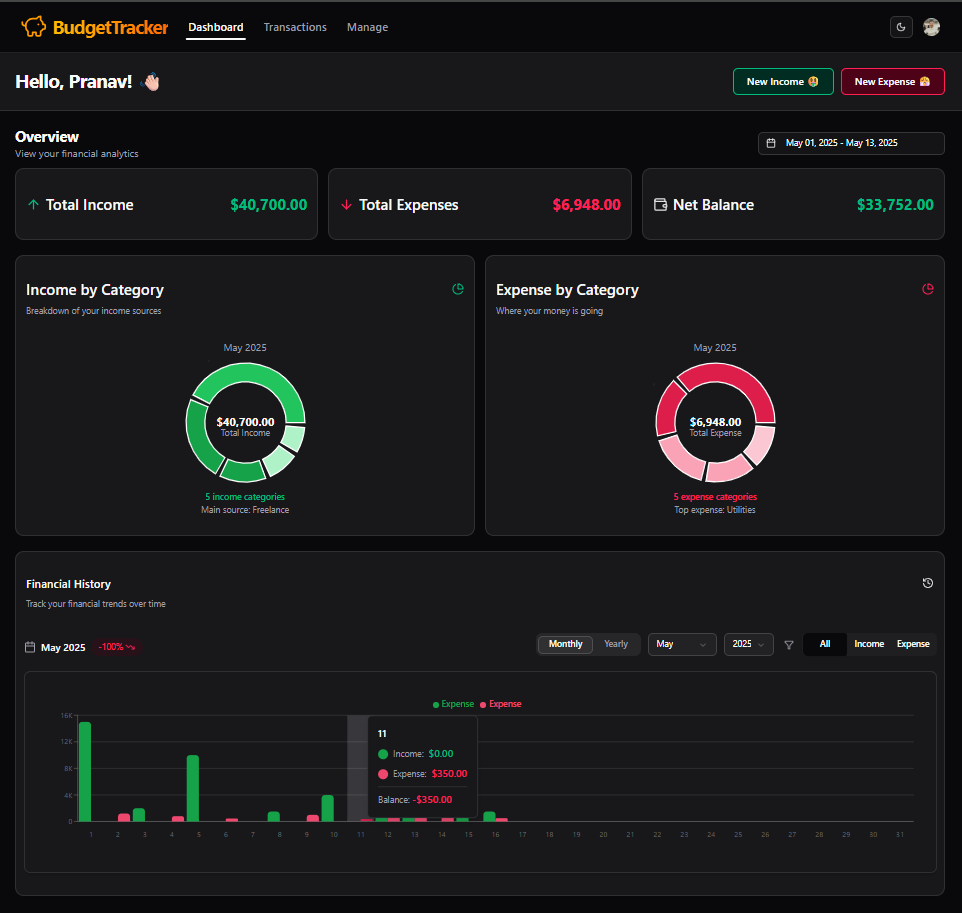 BudgetTracker Dashboard Transactions Manage
Hello, Pranav!
New Income New Expense
Overview
View your financial analytics
May 01, 2025 - May 13, 2025
Total Income $40,700.00
Total Expenses $6,948.00
Net Balance $33,752.00
Income by Category
Breakdown of your income sources
May 2025
$40,700.00
Total Income
5 income categories
Main source: Freelance
Expense by Category
Where your money is going
May 2025
$6,948.00
Total Expense
5 expense categories
Top expense: Utilities
Financial History
Track your financial trends over time
May 2025 -100%
Monthly Yearly May 2025 All Income Expense
Expense Expense
16K
12K
8K
4K
0
11
Income: $0.00
Expense: $350.00
Balance: -$350.00
1 2 3 4 5 6 7 8 9 10 11 12 13 14 15 16 17 18 19 20 21 22 23 24 25 26 27 28 29 30 31